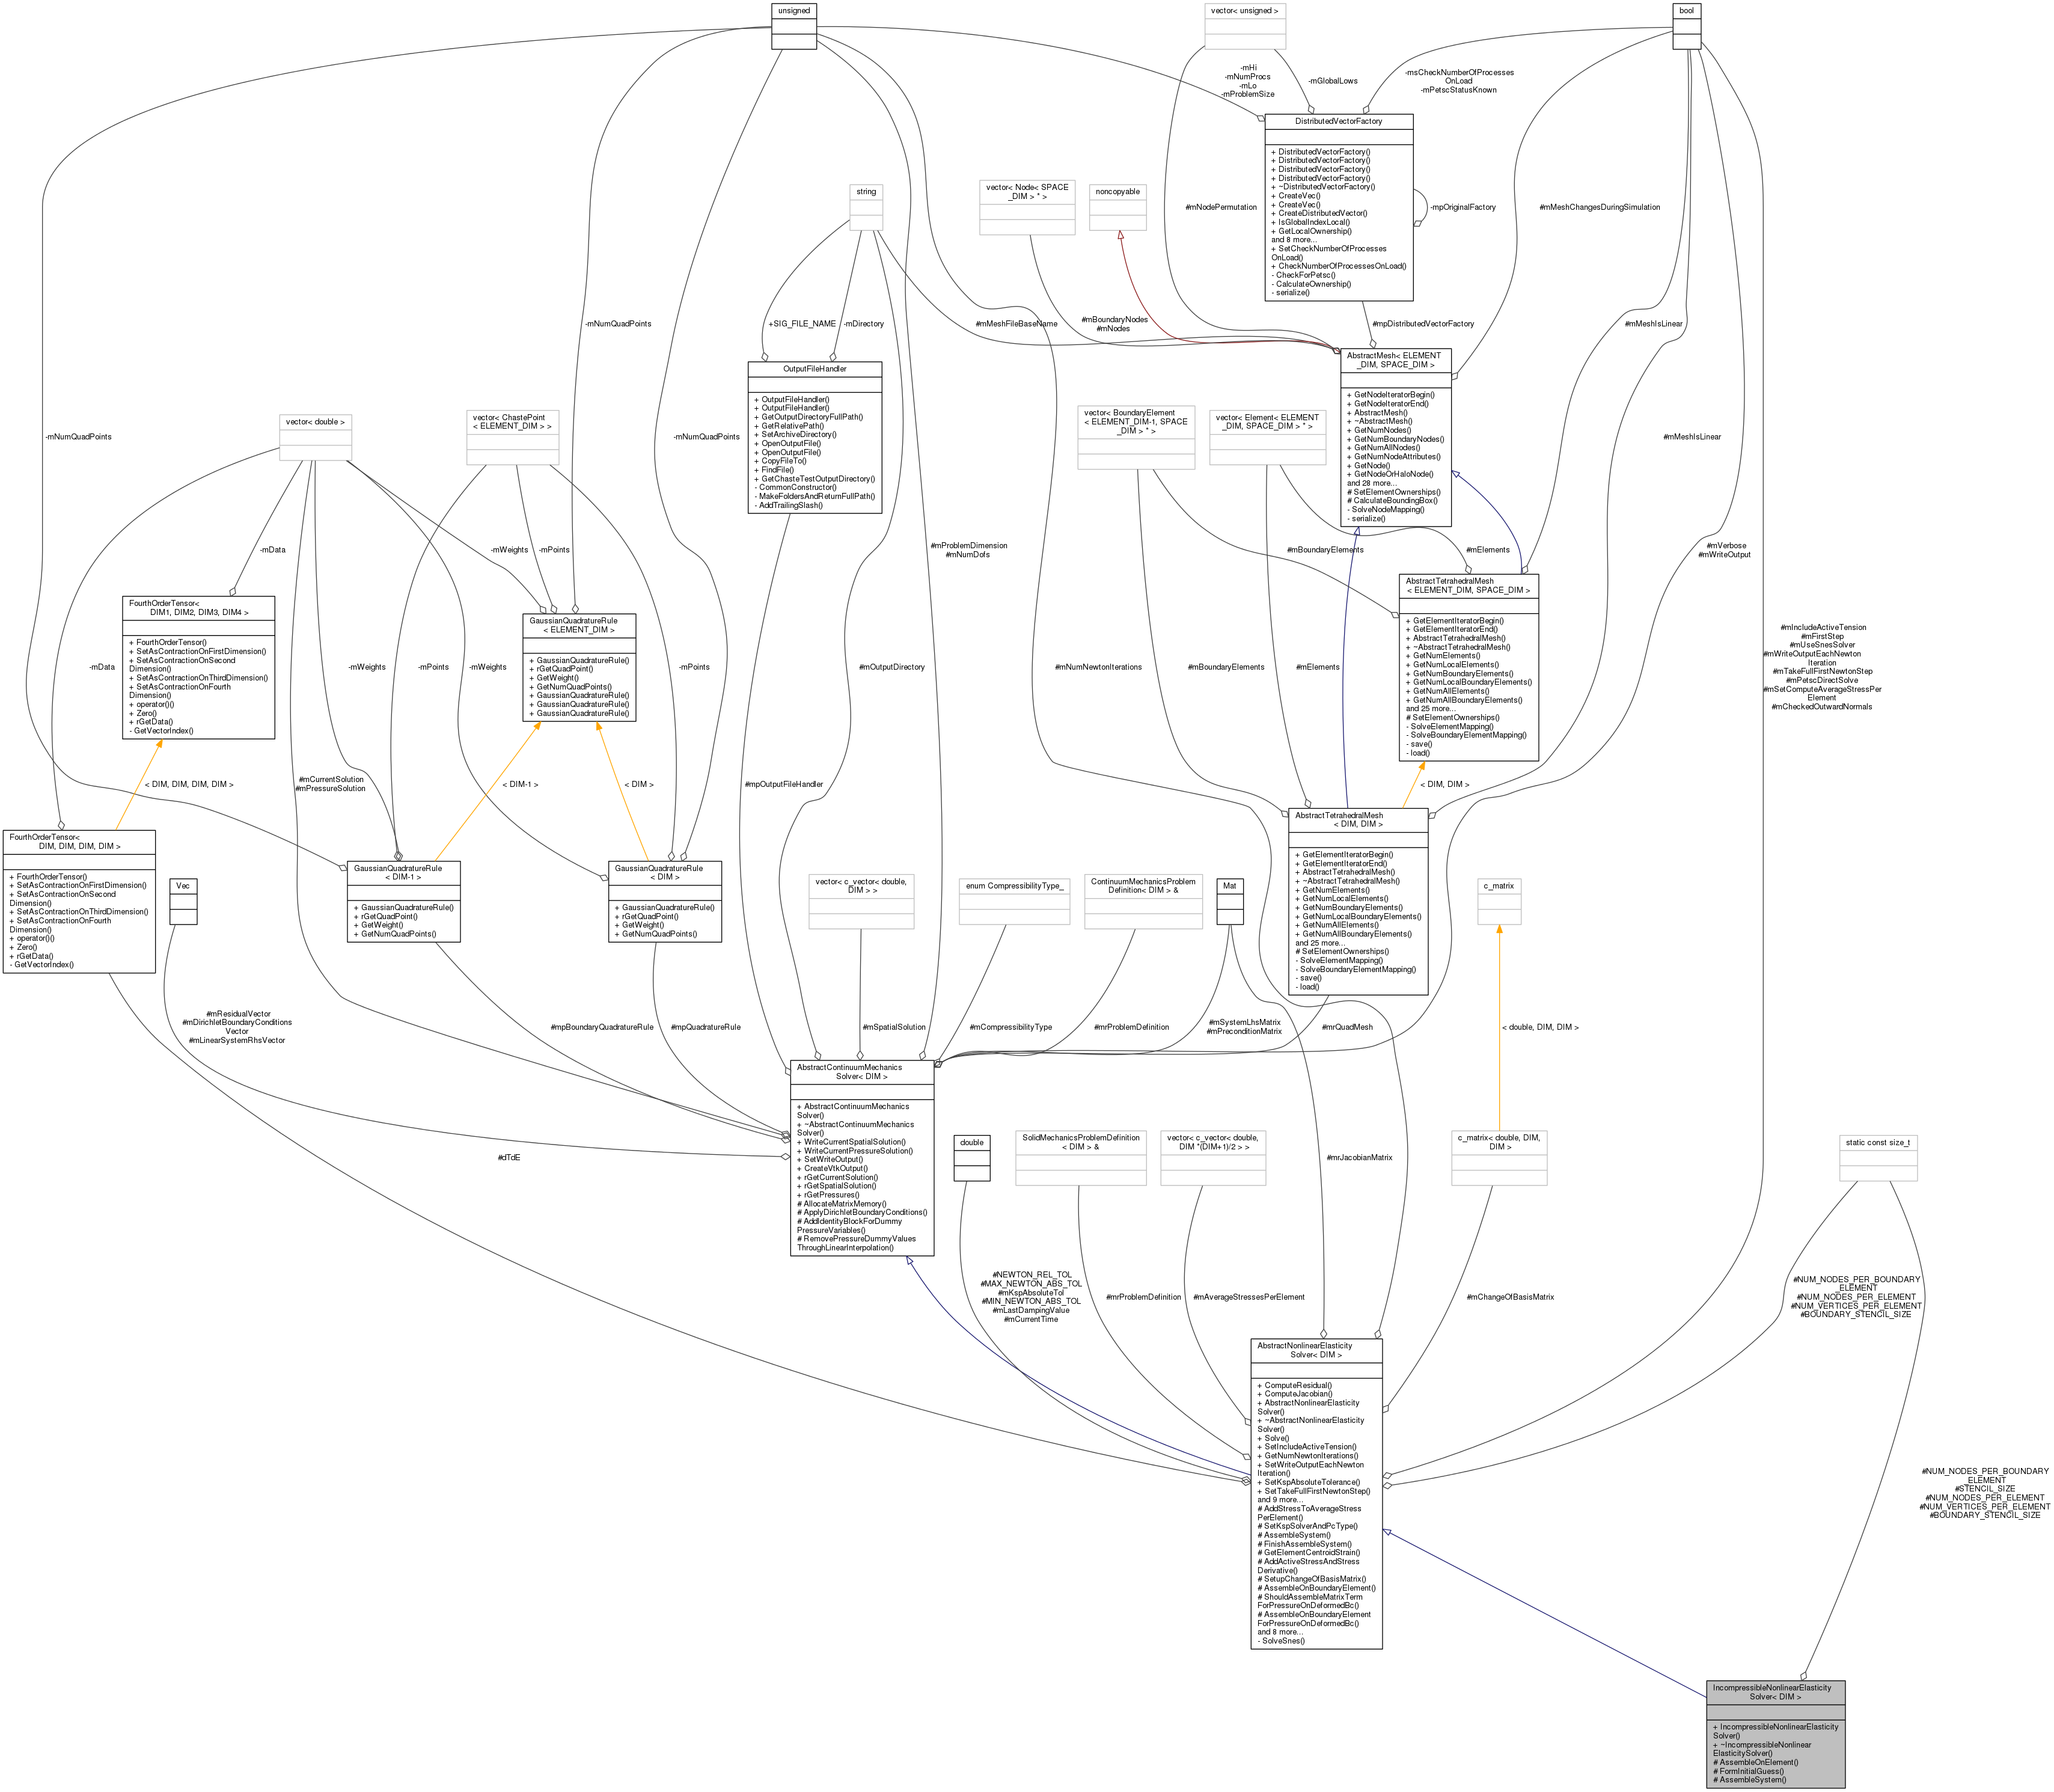 unsigned
vector< unsigned >
bool
-mHi
-mNumProcs
-mLo
-mProblemSize
-mGlobalLows
-msCheckNumberOfProcesses
OnLoad
-mPetscStatusKnown
DistributedVectorFactory
+ DistributedVectorFactory()
+ DistributedVectorFactory()
+ DistributedVectorFactory()
+ DistributedVectorFactory()
+ ~DistributedVectorFactory()
+ CreateVec()
+ CreateVec()
+ CreateDistributedVector()
+ IsGlobalIndexLocal()
+ GetLocalOwnership()
and 8 more...
+ SetCheckNumberOfProcesses
OnLoad()
+ CheckNumberOfProcessesOnLoad()
- CheckForPetsc()
- CalculateOwnership()
- serialize()
-mpOriginalFactory
string
vector< Node< SPACE
_DIM > * >
noncopyable
#mNodePermutation
#mMeshChangesDuringSimulation
+SIG_FILE_NAME
-mDirectory
#mMeshFileBaseName
#mBoundaryNodes
#mNodes
#mpDistributedVectorFactory
#mMeshIsLinear
-mNumQuadPoints
OutputFileHandler
+ OutputFileHandler()
+ OutputFileHandler()
+ GetOutputDirectoryFullPath()
+ GetRelativePath()
+ SetArchiveDirectory()
+ OpenOutputFile()
+ OpenOutputFile()
+ CopyFileTo()
+ FindFile()
+ GetChasteTestOutputDirectory()
- CommonConstructor()
- MakeFoldersAndReturnFullPath()
- AddTrailingSlash()
AbstractMesh< ELEMENT
_DIM, SPACE_DIM >
+ GetNodeIteratorBegin()
+ GetNodeIteratorEnd()
+ AbstractMesh()
+ ~AbstractMesh()
+ GetNumNodes()
+ GetNumBoundaryNodes()
+ GetNumAllNodes()
+ GetNumNodeAttributes()
+ GetNode()
+ GetNodeOrHaloNode()
and 28 more...
# SetElementOwnerships()
# CalculateBoundingBox()
- SolveNodeMapping()
- serialize()
-mNumQuadPoints
vector< double >
vector< ChastePoint
< ELEMENT_DIM > >
-mNumQuadPoints
vector< BoundaryElement
< ELEMENT_DIM-1, SPACE
_DIM > * >
vector< Element< ELEMENT
_DIM, SPACE_DIM > * >
#mMeshIsLinear
-mData
-mWeights
-mPoints
#mProblemDimension
#mNumDofs
#mBoundaryElements
#mElements
#mVerbose
#mWriteOutput
FourthOrderTensor<
DIM1, DIM2, DIM3, DIM4 >
+ FourthOrderTensor()
+ SetAsContractionOnFirstDimension()
+ SetAsContractionOnSecond
Dimension()
+ SetAsContractionOnThirdDimension()
+ SetAsContractionOnFourth
Dimension()
+ operator()()
+ Zero()
+ rGetData()
- GetVectorIndex()
GaussianQuadratureRule
< ELEMENT_DIM >
+ GaussianQuadratureRule()
+ rGetQuadPoint()
+ GetWeight()
+ GetNumQuadPoints()
+ GaussianQuadratureRule()
+ GaussianQuadratureRule()
+ GaussianQuadratureRule()
AbstractTetrahedralMesh
< ELEMENT_DIM, SPACE_DIM >
+ GetElementIteratorBegin()
+ GetElementIteratorEnd()
+ AbstractTetrahedralMesh()
+ ~AbstractTetrahedralMesh()
+ GetNumElements()
+ GetNumLocalElements()
+ GetNumBoundaryElements()
+ GetNumLocalBoundaryElements()
+ GetNumAllElements()
+ GetNumAllBoundaryElements()
and 25 more...
# SetElementOwnerships()
- SolveElementMapping()
- SolveBoundaryElementMapping()
- save()
- load()
-mData
-mWeights
-mPoints
-mWeights
-mPoints
#mOutputDirectory
#mNumNewtonIterations
#mBoundaryElements
#mElements
#mIncludeActiveTension
#mFirstStep
#mUseSnesSolver
#mWriteOutputEachNewton
Iteration
#mTakeFullFirstNewtonStep
#mPetscDirectSolve
#mSetComputeAverageStressPer
Element
#mCheckedOutwardNormals
< DIM, DIM, DIM, DIM >
#mCurrentSolution
#mPressureSolution
< DIM-1 >
< DIM >
#mpOutputFileHandler
< DIM, DIM >
FourthOrderTensor<
DIM, DIM, DIM, DIM >
+ FourthOrderTensor()
+ SetAsContractionOnFirstDimension()
+ SetAsContractionOnSecond
Dimension()
+ SetAsContractionOnThirdDimension()
+ SetAsContractionOnFourth
Dimension()
+ operator()()
+ Zero()
+ rGetData()
- GetVectorIndex()
Vec
GaussianQuadratureRule
< DIM-1 >
+ GaussianQuadratureRule()
+ rGetQuadPoint()
+ GetWeight()
+ GetNumQuadPoints()
GaussianQuadratureRule
< DIM >
+ GaussianQuadratureRule()
+ rGetQuadPoint()
+ GetWeight()
+ GetNumQuadPoints()
vector< c_vector< double,
DIM > >
enum CompressibilityType_
ContinuumMechanicsProblem
Definition< DIM > &
Mat
AbstractTetrahedralMesh
< DIM, DIM >
+ GetElementIteratorBegin()
+ GetElementIteratorEnd()
+ AbstractTetrahedralMesh()
+ ~AbstractTetrahedralMesh()
+ GetNumElements()
+ GetNumLocalElements()
+ GetNumBoundaryElements()
+ GetNumLocalBoundaryElements()
+ GetNumAllElements()
+ GetNumAllBoundaryElements()
and 25 more...
# SetElementOwnerships()
- SolveElementMapping()
- SolveBoundaryElementMapping()
- save()
- load()
c_matrix
#mResidualVector
#mDirichletBoundaryConditions
Vector
#mLinearSystemRhsVector
#mpBoundaryQuadratureRule
#mpQuadratureRule
#mSpatialSolution
#mCompressibilityType
#mrProblemDefinition
#mSystemLhsMatrix
#mPreconditionMatrix
#mrQuadMesh
< double, DIM, DIM >
AbstractContinuumMechanics
Solver< DIM >
+ AbstractContinuumMechanics
Solver()
+ ~AbstractContinuumMechanics
Solver()
+ WriteCurrentSpatialSolution()
+ WriteCurrentPressureSolution()
+ SetWriteOutput()
+ CreateVtkOutput()
+ rGetCurrentSolution()
+ rGetSpatialSolution()
+ rGetPressures()
# AllocateMatrixMemory()
# ApplyDirichletBoundaryConditions()
# AddIdentityBlockForDummy
PressureVariables()
# RemovePressureDummyValues
ThroughLinearInterpolation()
#dTdE
double
SolidMechanicsProblemDefinition
< DIM > &
vector< c_vector< double,
DIM *(DIM+1)/2 > >
#mrJacobianMatrix
c_matrix< double, DIM,
DIM >
static const size_t
#NEWTON_REL_TOL
#MAX_NEWTON_ABS_TOL
#mKspAbsoluteTol
#MIN_NEWTON_ABS_TOL
#mLastDampingValue
#mCurrentTime
#mrProblemDefinition
#mAverageStressesPerElement
#mChangeOfBasisMatrix
#NUM_NODES_PER_BOUNDARY
_ELEMENT
#NUM_NODES_PER_ELEMENT
#NUM_VERTICES_PER_ELEMENT
#BOUNDARY_STENCIL_SIZE
AbstractNonlinearElasticity
Solver< DIM >
+ ComputeResidual()
+ ComputeJacobian()
+ AbstractNonlinearElasticity
Solver()
+ ~AbstractNonlinearElasticity
Solver()
+ Solve()
+ SetIncludeActiveTension()
+ GetNumNewtonIterations()
+ SetWriteOutputEachNewton
Iteration()
+ SetKspAbsoluteTolerance()
+ SetTakeFullFirstNewtonStep()
and 9 more...
# AddStressToAverageStress
PerElement()
# SetKspSolverAndPcType()
# AssembleSystem()
# FinishAssembleSystem()
# GetElementCentroidStrain()
# AddActiveStressAndStress
Derivative()
# SetupChangeOfBasisMatrix()
# AssembleOnBoundaryElement()
# ShouldAssembleMatrixTerm
ForPressureOnDeformedBc()
# AssembleOnBoundaryElement
ForPressureOnDeformedBc()
and 8 more...
- SolveSnes()
#NUM_NODES_PER_BOUNDARY
_ELEMENT
#STENCIL_SIZE
#NUM_NODES_PER_ELEMENT
#NUM_VERTICES_PER_ELEMENT
#BOUNDARY_STENCIL_SIZE
IncompressibleNonlinearElasticity
Solver< DIM >
+ IncompressibleNonlinearElasticity
Solver()
+ ~IncompressibleNonlinear
ElasticitySolver()
# AssembleOnElement()
# FormInitialGuess()
# AssembleSystem()